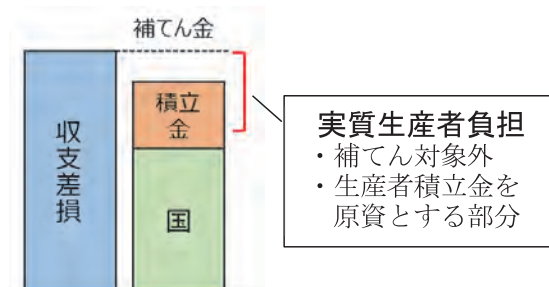 補てん金
収支差損
積立
金
国
実質生産者負担
・補てん対象外
・生産者積立金を
原資とする部分